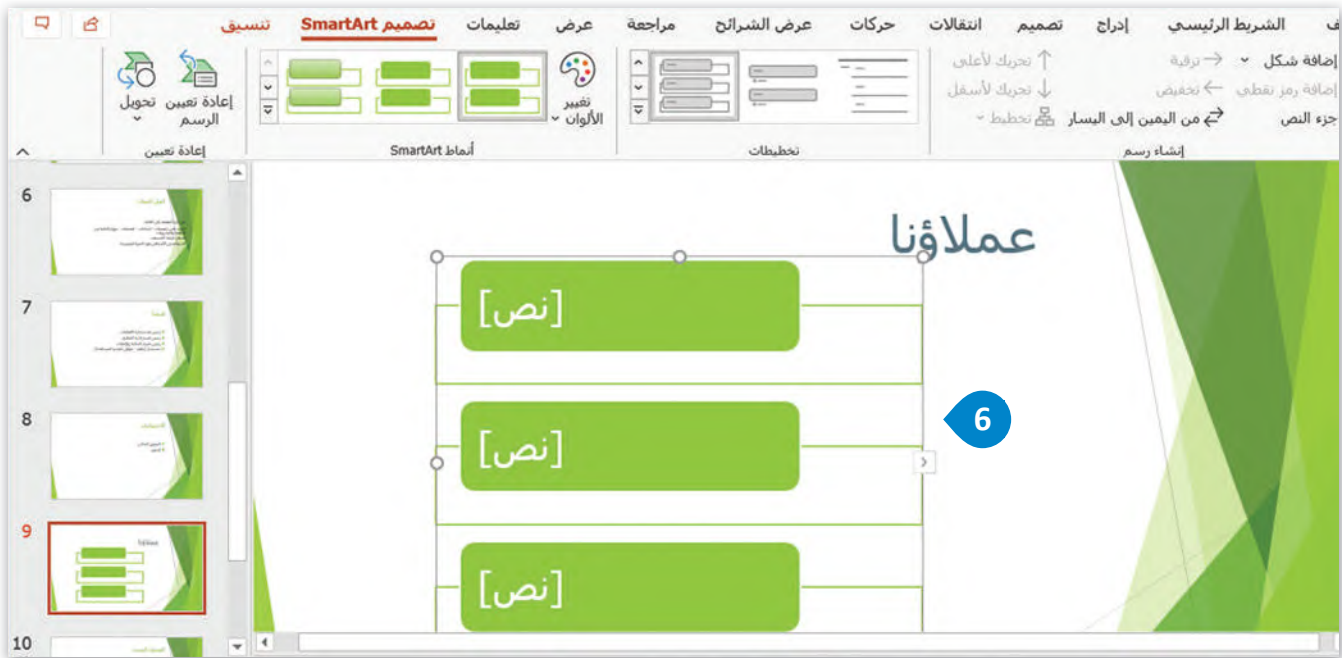 ف الشريط الرئيسي إدراج تصميم انتقالات حركات عرض الشرائح مراجعة عرض تعليمات تصميم SmartArt تنسيق
إضافة شكل
ترقية
تحريك لأعلى
إضافة رمز نقطي
تخفيض
تحريك لأسفل
جزء النص
من اليمين إلى اليسار
تخطيط
إنشاء رسم
تخطيطات
تغيير
الألوان
أنماط SmartArt
إعادة تعيين
الرسم
تحويل
إعادة تعيين
عملاؤنا
[نص]
[نص]
[نص]
6
6
7
8
9
عملاؤنا
10